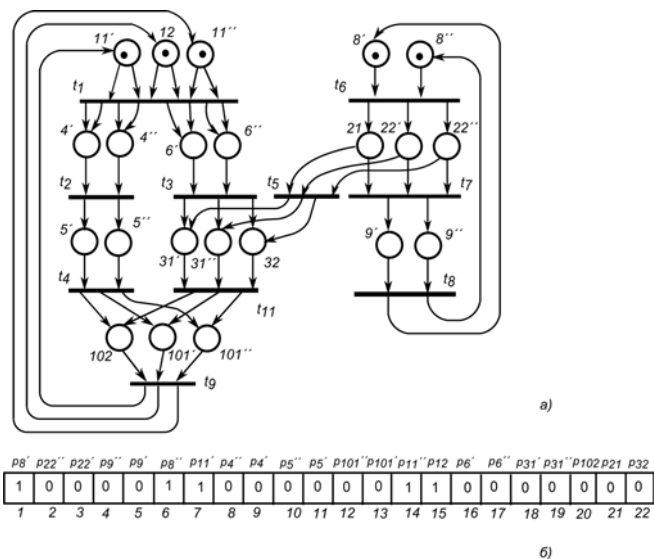 11′ 12 11′′ 8′ 8′′
t1 t6
4′ 4′′ 6′ 6′′ 21 22′ 22′′
t2 t3 t5 t7
5′ 5′′ 31′ 31′′ 32 9′ 9′′
t4 t11 t8
102 101′ 101′′
t9
а)
p8′ p22′′ p22′ p9′′ p9′ p8′′ p11′ p4′′ p4′ p5′′ p5′ p101′′ p101′ p11′′ p12 p6′ p6′′ p31′ p31′′ p102 p21 p32
1 0 0 0 0 1 1 0 0 0 0 0 0 1 1 0 0 0 0 0 0 0
1 2 3 4 5 6 7 8 9 10 11 12 13 14 15 16 17 18 19 20 21 22
б)